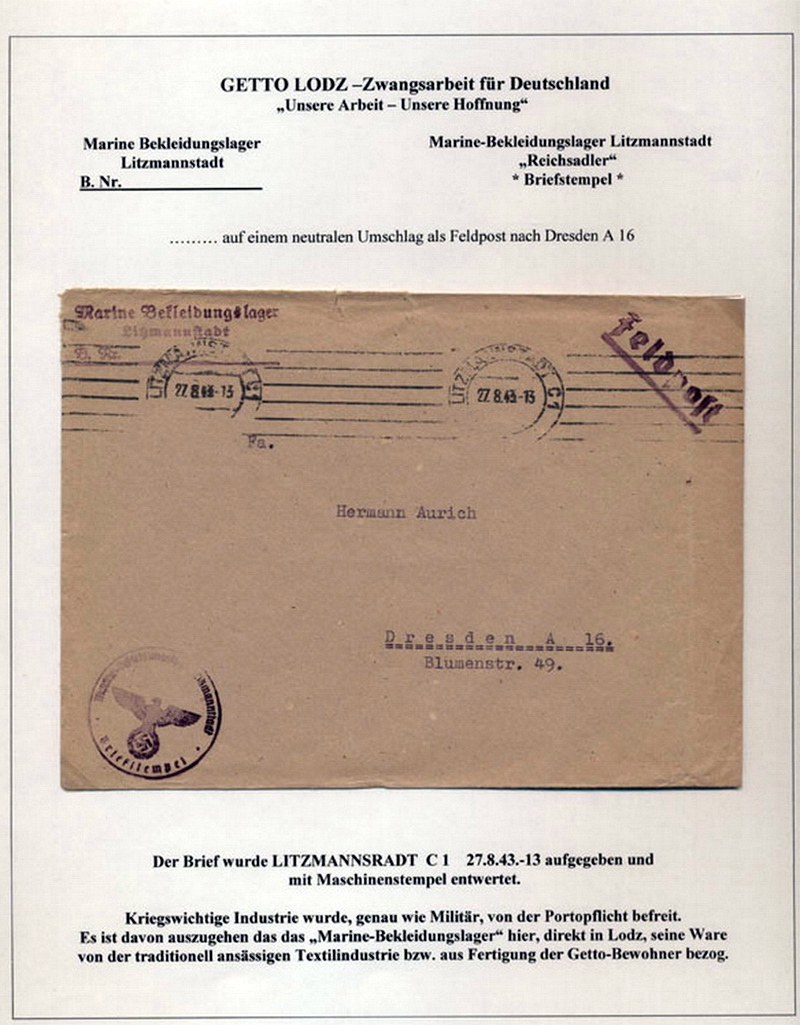 GETTO LODZ –Zwangsarbeit für Deutschland
„Unsere Arbeit – Unsere Hoffnung“
Marine Bekleidungslager
Litzmannstadt
B. Nr.
Marine-Bekleidungslager Litzmannstadt
„Reichsadler“
* Briefstempel *
......... auf einem neutralen Umschlag als Feldpost nach Dresden A 16
Marine Bekleidungslager
Litzmannstadt
B. Nr.
Feldpost
27.8.43-13
C1
27.8.43-13
C1
Fa.
Hermann Aurich
Dresden A 16.
Blumenstr. 49.
Briefstempel
Der Brief wurde LITZMANNSRADT C 1 27.8.43.-13 aufgegeben und
mit Maschinenstempel entwertet.
Kriegswichtige Industrie wurde, genau wie Militär, von der Portopflicht befreit.
Es ist davon auszugehen das das „Marine-Bekleidungslager“ hier, direkt in Lodz, seine Ware
von der traditionell ansässigen Textilindustrie bzw. aus Fertigung der Getto-Bewohner bezog.